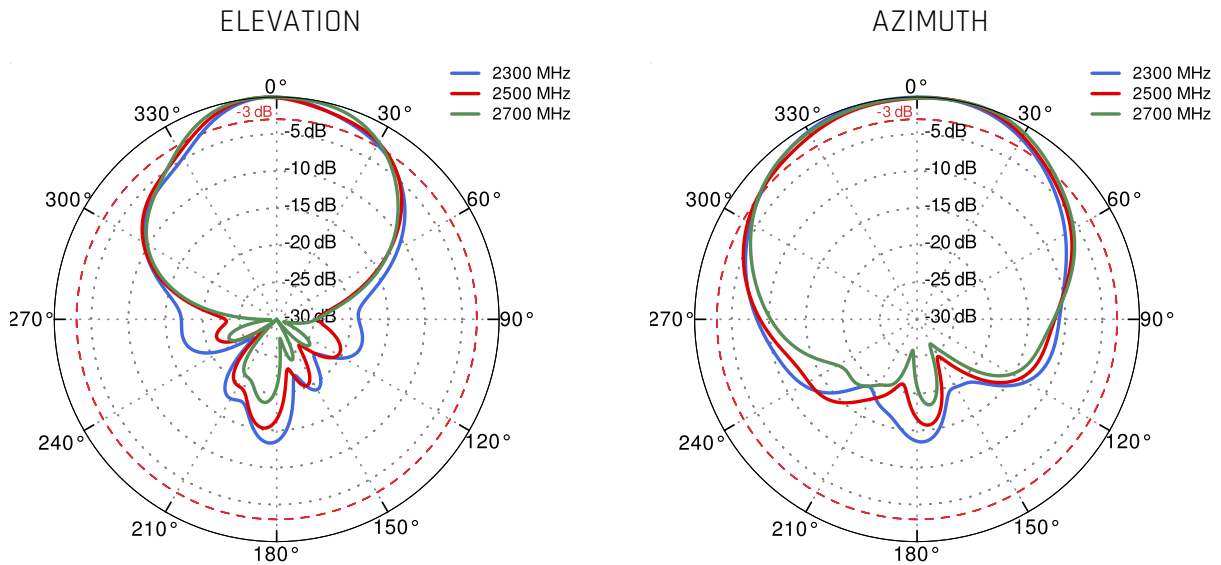 ELEVATION
2300 MHz
2500 MHz
2700 MHz
0°
330°
30°
-3 dB
-5 dB
-10 dB
300°
60°
-15 dB
-20 dB
-25 dB
-30 dB
270°
90°
240°
120°
210°
150°
180°
AZIMUTH
2300 MHz
2500 MHz
2700 MHz
0°
330°
30°
-3 dB
-5 dB
-10 dB
300°
60°
-15 dB
-20 dB
-25 dB
-30 dB
270°
90°
240°
120°
210°
150°
180°